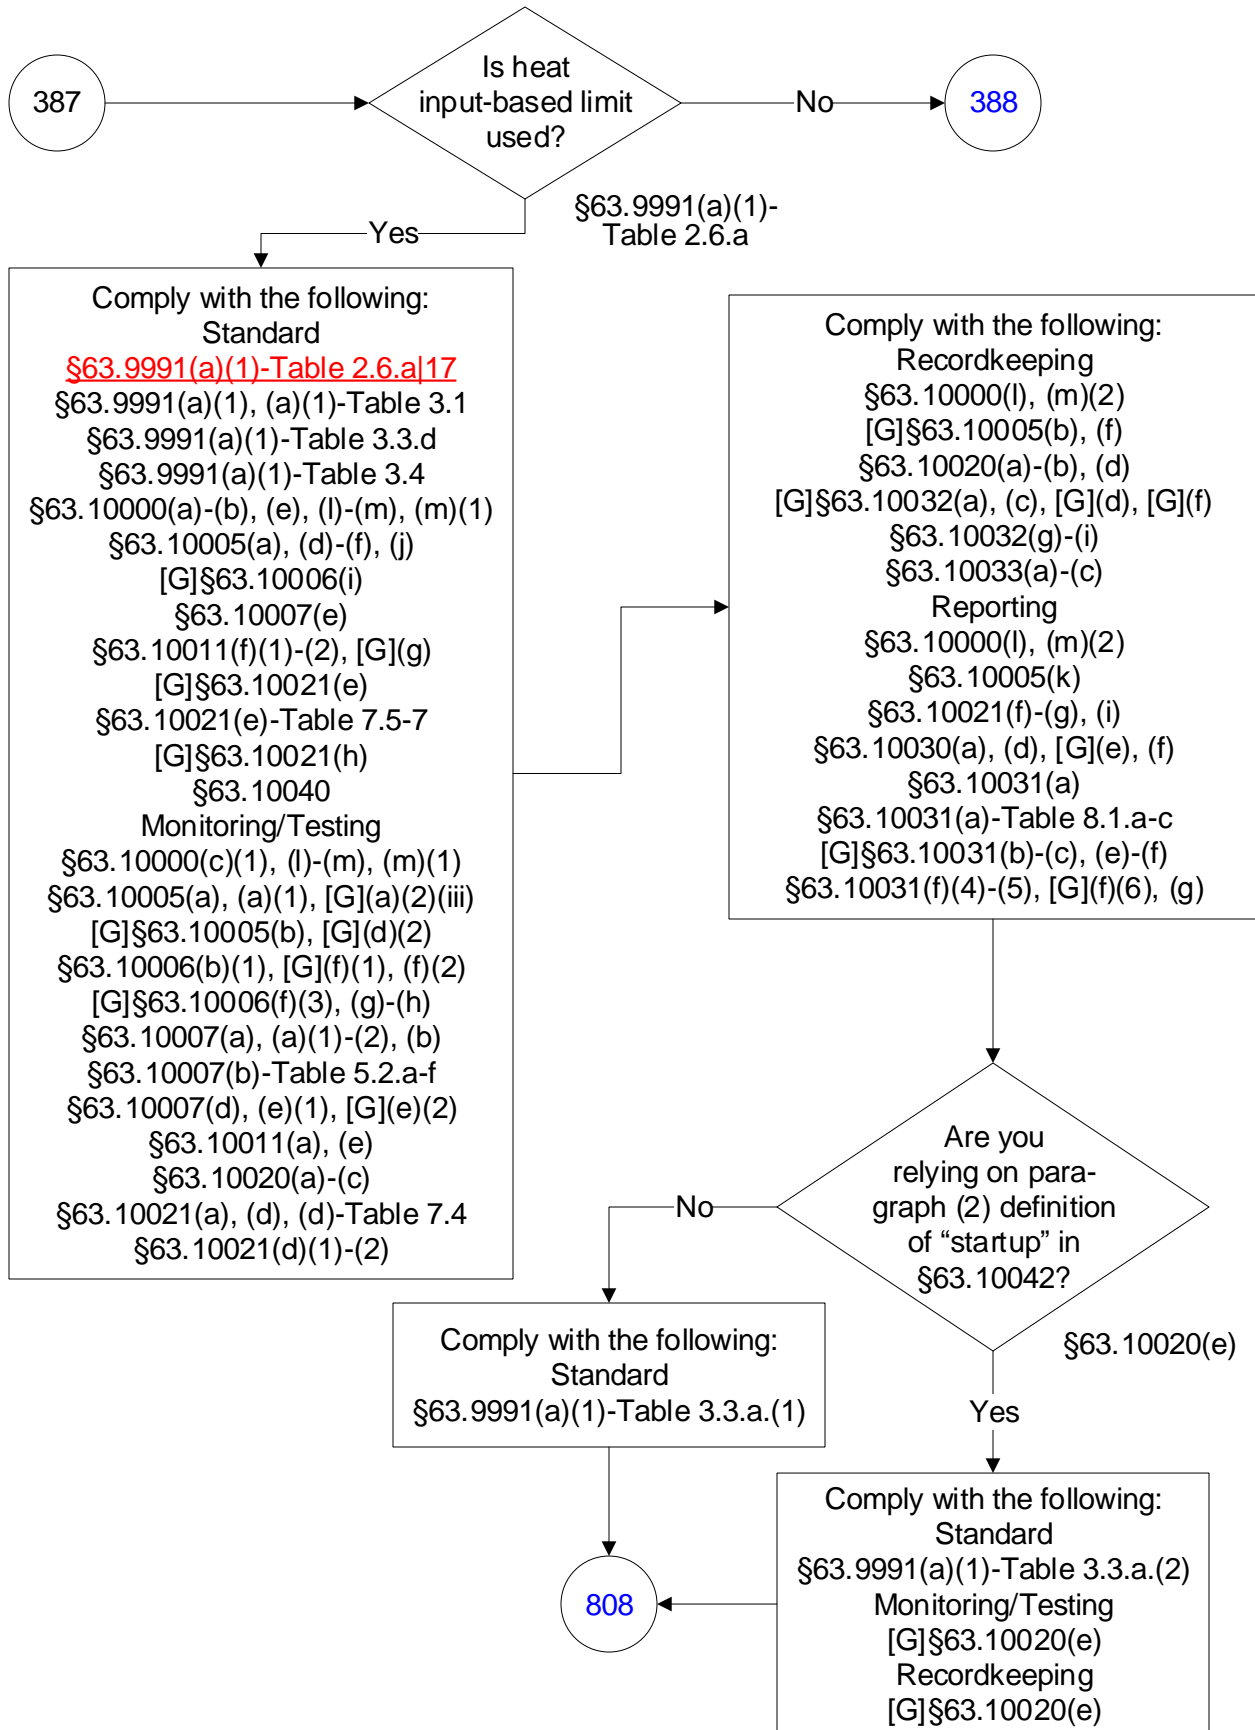 387
Is heat
input-based limit
used?
No
388
§63.9991(a)(1)-
Table 2.6.a
Yes
Comply with the following:
Standard
§63.9991(a)(1)-Table 2.6.a|17
§63.9991(a)(1), (a)(1)-Table 3.1
§63.9991(a)(1)-Table 3.3.d
§63.9991(a)(1)-Table 3.4
§63.10000(a)-(b), (e), (l)-(m), (m)(1)
§63.10005(a), (d)-(f), (j)
[G]§63.10006(i)
§63.10007(e)
§63.10011(f)(1)-(2), [G](g)
[G]§63.10021(e)
§63.10021(e)-Table 7.5-7
[G]§63.10021(h)
§63.10040
Monitoring/Testing
§63.10000(c)(1), (l)-(m), (m)(1)
§63.10005(a), (a)(1), [G](a)(2)(iii)
[G]§63.10005(b), [G](d)(2)
§63.10006(b)(1), [G](f)(1), (f)(2)
[G]§63.10006(f)(3), (g)-(h)
§63.10007(a), (a)(1)-(2), (b)
§63.10007(b)-Table 5.2.a-f
§63.10007(d), (e)(1), [G](e)(2)
§63.10011(a), (e)
§63.10020(a)-(c)
§63.10021(a), (d), (d)-Table 7.4
§63.10021(d)(1)-(2)
Comply with the following:
Recordkeeping
§63.10000(l), (m)(2)
[G]§63.10005(b), (f)
§63.10020(a)-(b), (d)
[G]§63.10032(a), (c), [G](d), [G](f)
§63.10032(g)-(i)
§63.10033(a)-(c)
Reporting
§63.10000(l), (m)(2)
§63.10005(k)
§63.10021(f)-(g), (i)
§63.10030(a), (d), [G](e), (f)
§63.10031(a)
§63.10031(a)-Table 8.1.a-c
[G]§63.10031(b)-(c), (e)-(f)
§63.10031(f)(4)-(5), [G](f)(6), (g)
Are you
relying on para-
graph (2) definition
of “startup” in
§63.10042?
§63.10020(e)
No
Comply with the following:
Standard
§63.9991(a)(1)-Table 3.3.a.(1)
Yes
Comply with the following:
Standard
§63.9991(a)(1)-Table 3.3.a.(2)
Monitoring/Testing
[G]§63.10020(e)
Recordkeeping
[G]§63.10020(e)
808